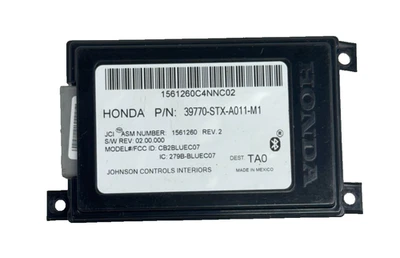 1561260C4NNC02
HONDA P/N: 39770-STX-A011-M1
JCI ASM NUMBER: 1561260 REV. 2
S/W REV: 02.00.000
MODEL#/FCC ID: CB2BLUEC07
IC: 279B-BLUEC07
DEST TA0
MADE IN MEXICO
JOHNSON CONTROLS INTERIORS
HONDA